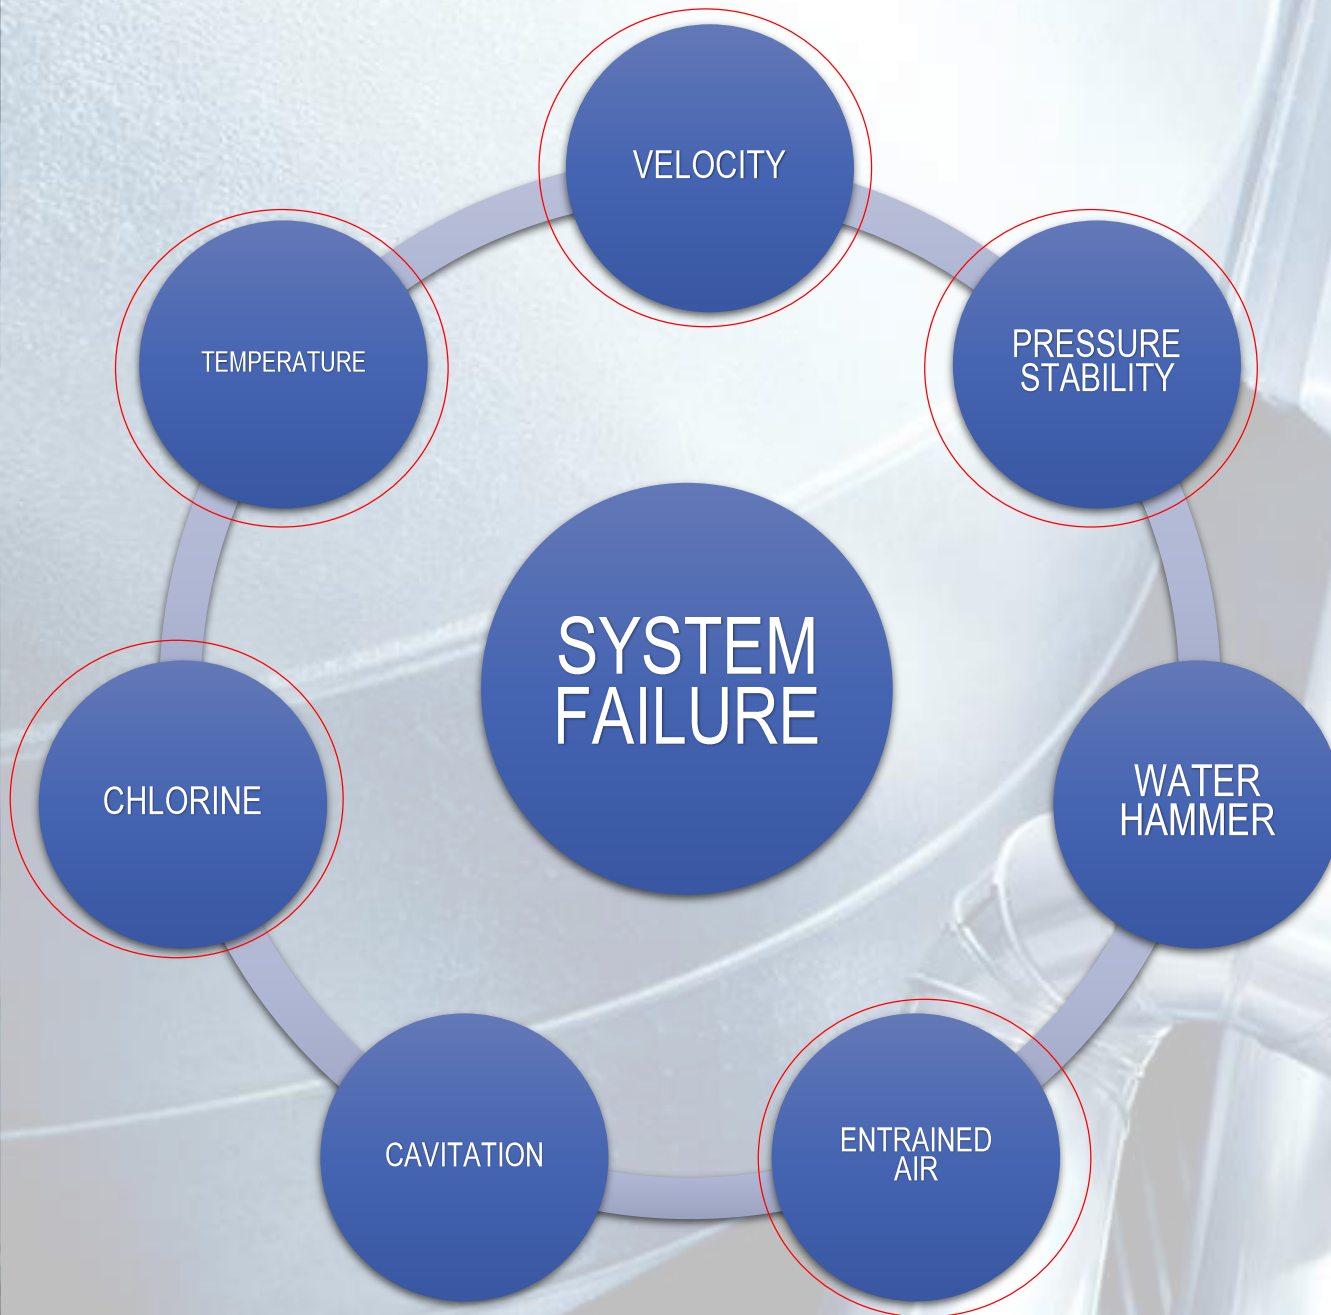 VELOCITY
PRESSURE
STABILITY
TEMPERATURE
SYSTEM
FAILURE
WATER
HAMMER
CHLORINE
ENTRAINED
AIR
CAVITATION